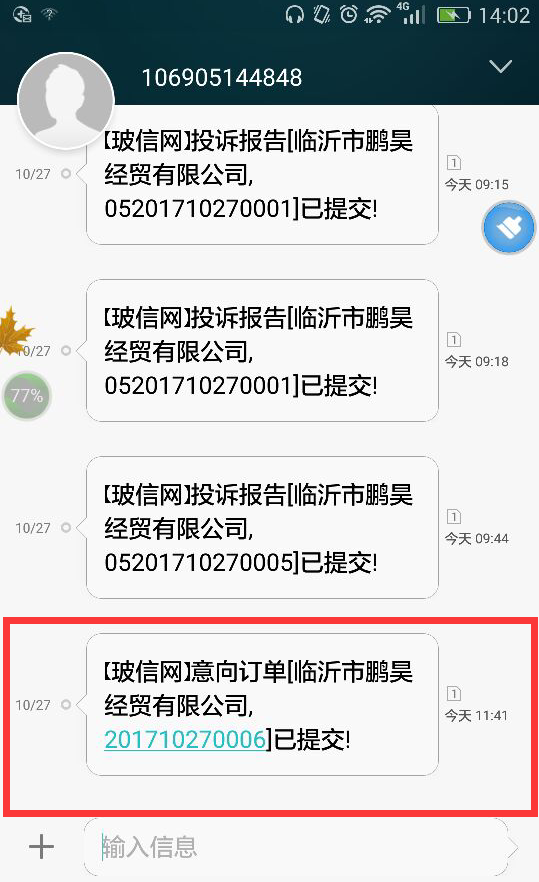 4G
14:02
106905144848
10/27
【玻信网】投诉报告[临沂市鹏昊
经贸有限公司,
05201710270001]已提交!
1
今天 09:15
10/27
【玻信网】投诉报告[临沂市鹏昊
经贸有限公司,
05201710270001]已提交!
1
今天 09:18
77%
10/27
【玻信网】投诉报告[临沂市鹏昊
经贸有限公司,
05201710270005]已提交!
1
今天 09:44
10/27
【玻信网】意向订单[临沂市鹏昊
经贸有限公司,
201710270006]已提交!
1
今天 11:41
输入信息